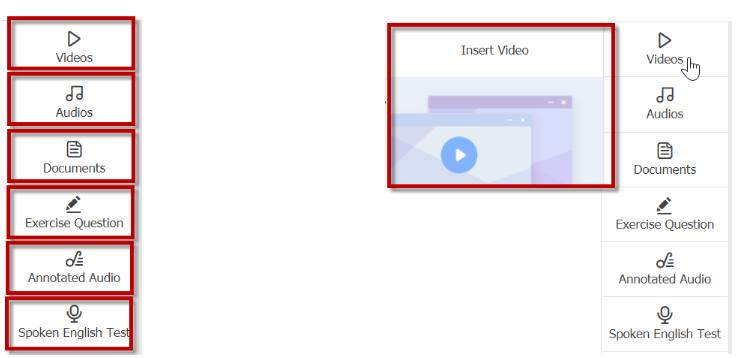 Videos
Audios
Documents
Exercise Question
Annotated Audio
Spoken English Test
Insert Video
Videos
Audios
Documents
Exercise Question
Annotated Audio
Spoken English Test